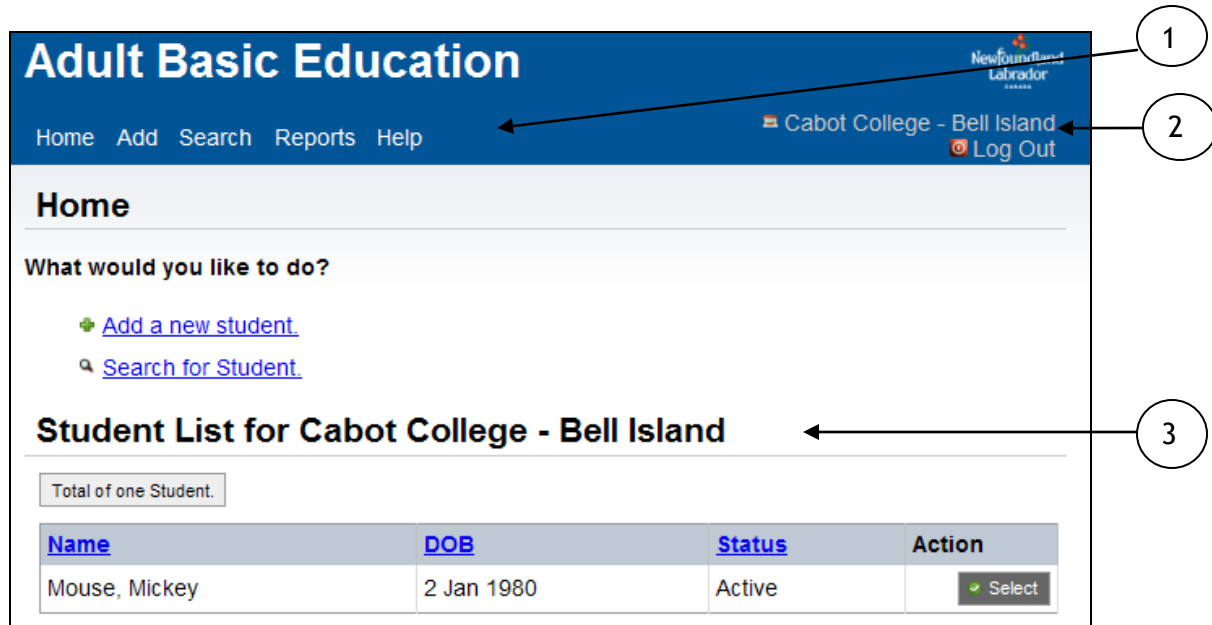 1
Adult Basic Education
Newfoundland
Labrador
CANADA
2
Home Add Search Reports Help
Cabot College - Bell Island
Log Out
Home
What would you like to do?
Add a new student.
Search for Student.
Student List for Cabot College - Bell Island
3
Total of one Student.
Name DOB Status Action
Mouse, Mickey 2 Jan 1980 Active Select